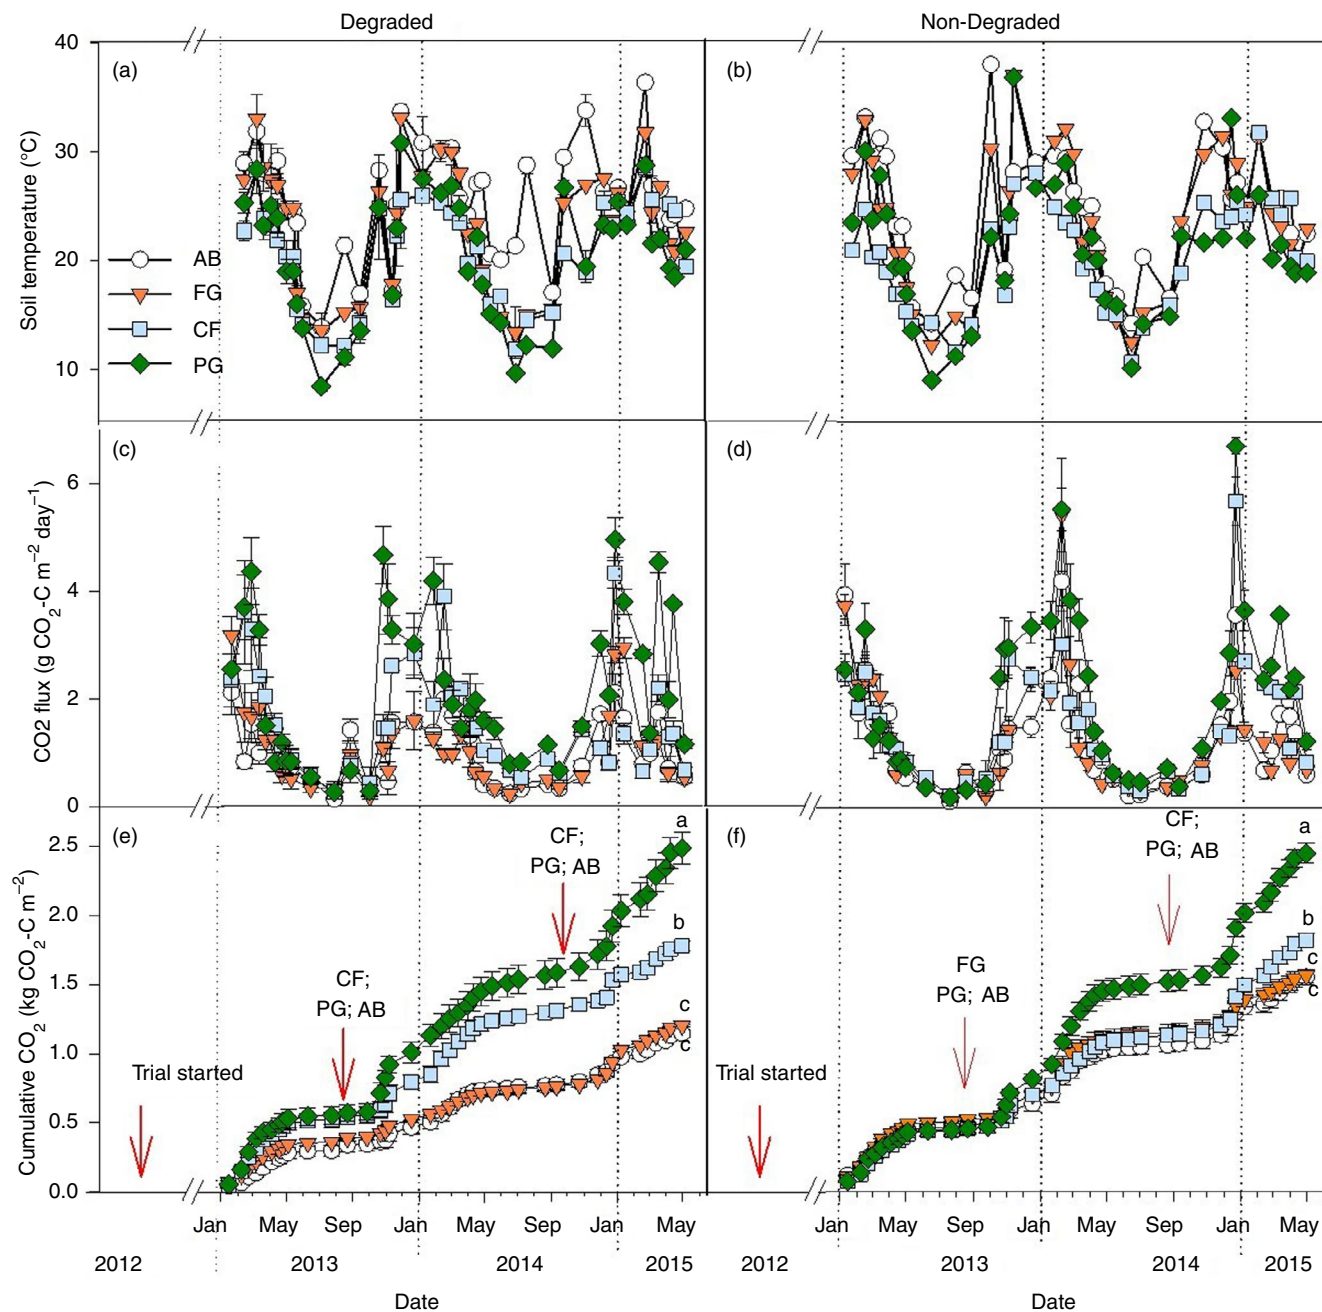 Degraded
Non-Degraded
Soil temperature (°C)
40
30
20
10
(a)
(b)
AB
FG
CF
PG
CO2 flux (g CO₂-C m⁻² day⁻¹)
6
4
2
0
(c)
(d)
Cumulative CO₂ (kg CO₂-C m⁻²)
2.5
2.0
1.5
1.0
0.5
0.0
(e)
CF;
PG; AB
CF;
PG; AB
Trial started
a
b
c
c
(f)
CF;
PG; AB
FG
PG; AB
Trial started
a
b
c
c
Jan May Sep Jan May Sep Jan May
Jan May Sep Jan May Sep Jan May
2012 2013 2014 2015
2012 2013 2014 2015
Date
Date